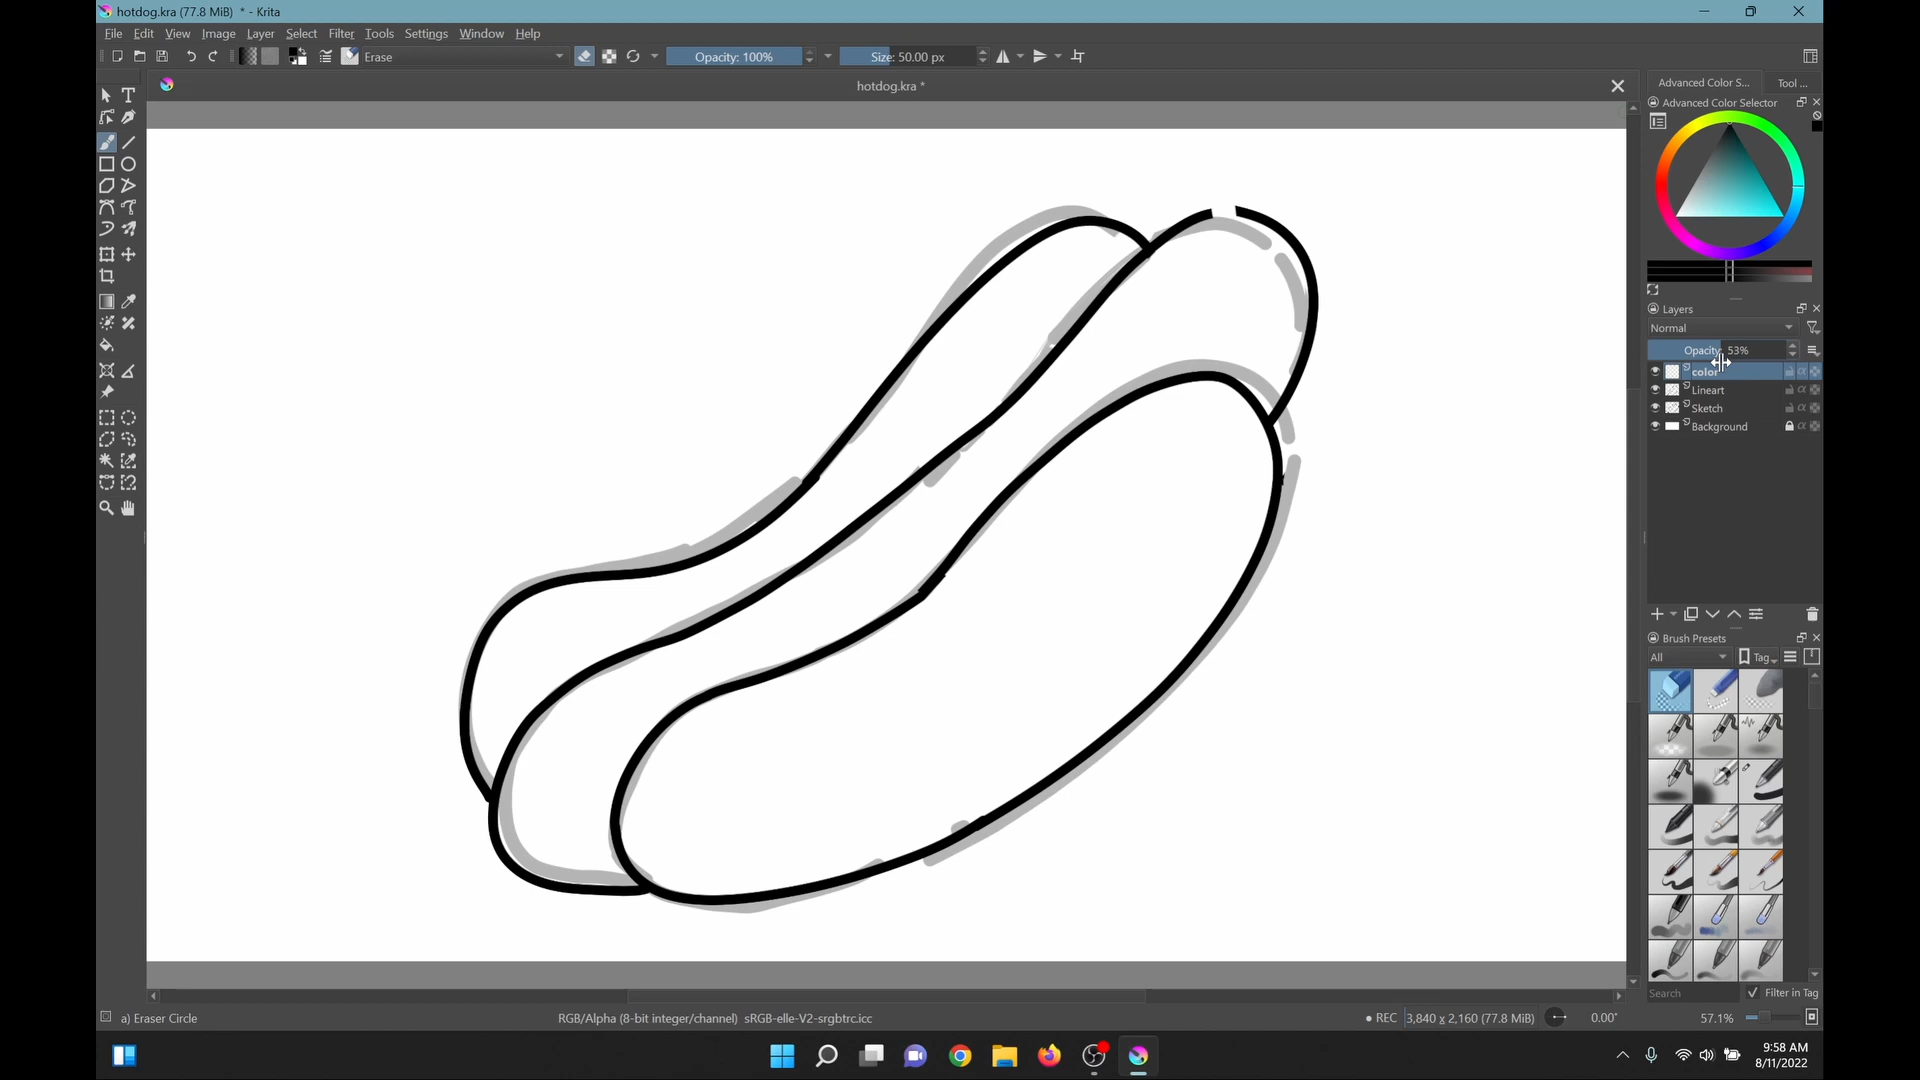 hotdog.kra (77.8 MiB) * - Krita
File Edit View Image Layer Select Filter Tools Settings Window Help
Erase
Opacity: 100%
Size: 50.00 px
hotdog.kra *
Advanced Color S...
Tool ...
Advanced Color Selector
Layers
Normal
Opacity: 53%
color
Lineart
Sketch
Background
Brush Presets
All
Tag
Search
Filter in Tag
a) Eraser Circle
RGB/Alpha (8-bit integer/channel) sRGB-elle-V2-srgbtrc.icc
REC
3,840 x 2,160 (77.8 MiB)
0.00°
57.1%
9:58 AM
8/11/2022